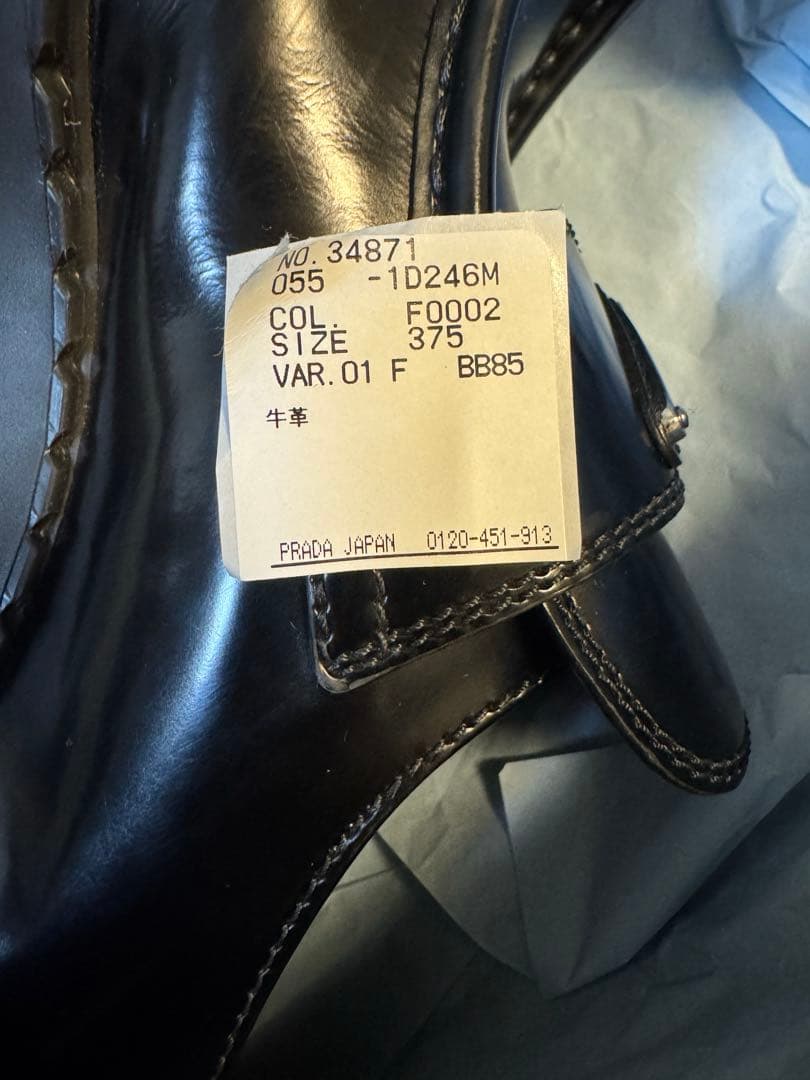 NO. 34871
055 -1D246M
COL. F0002
SIZE 375
VAR. 01 F BB85
牛革
PRADA JAPAN 0120-451-913